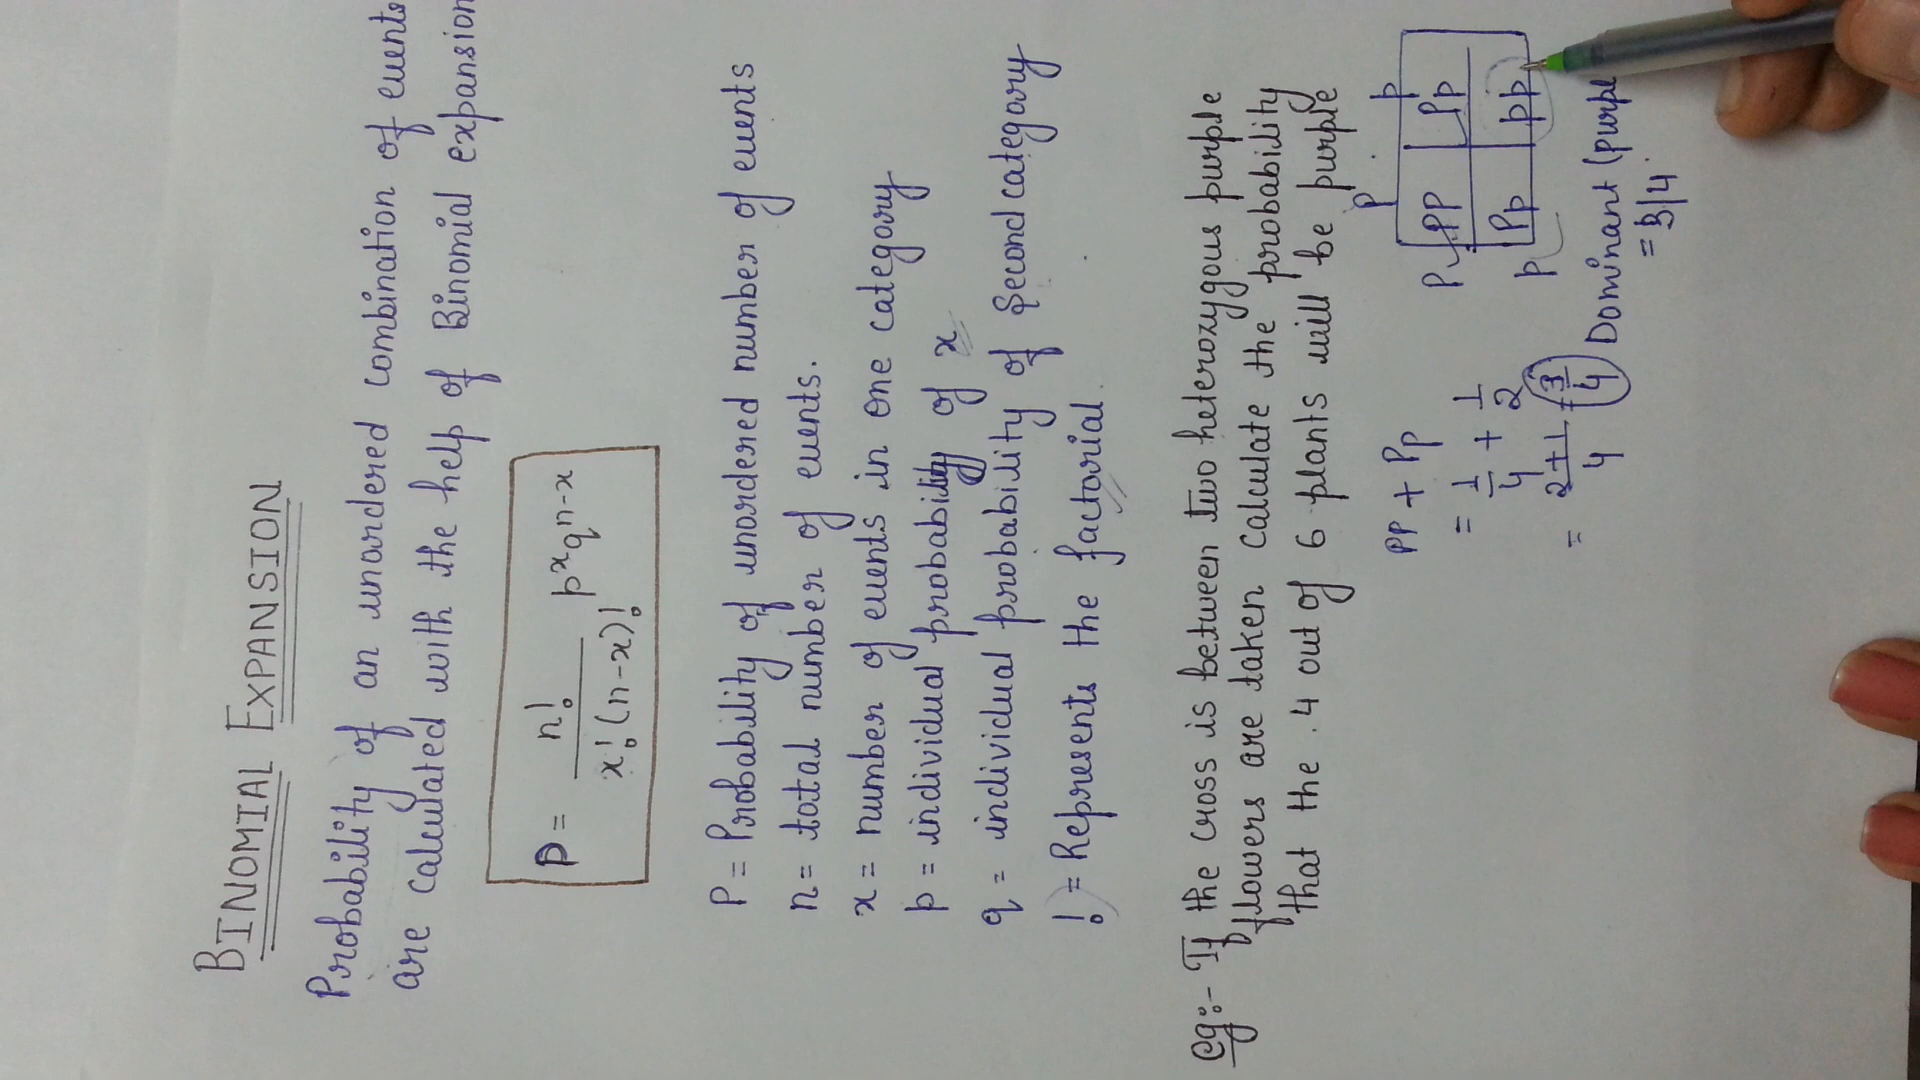 BINOMIAL EXPANSION
Probability of an unordered combination of events
are calculated with the help of Binomial expansion
P = n! / x!(n-x)! p^x q^n-x
P = Probability of unordered number of events
n = total number of events.
x = number of events in one category
p = individual probability of x
q = individual probability of second category
! = Represents the factorial.
eg:- If the cross is between two heterozygous purple
flowers are taken calculate the probability
that the 4 out of 6 plants will be purple
P p
P PP Pp
p Pp pp
PP + Pp
= 1/4 + 1/2
= 2+1/4 = 3/4
Dominant (purple
= 3/4